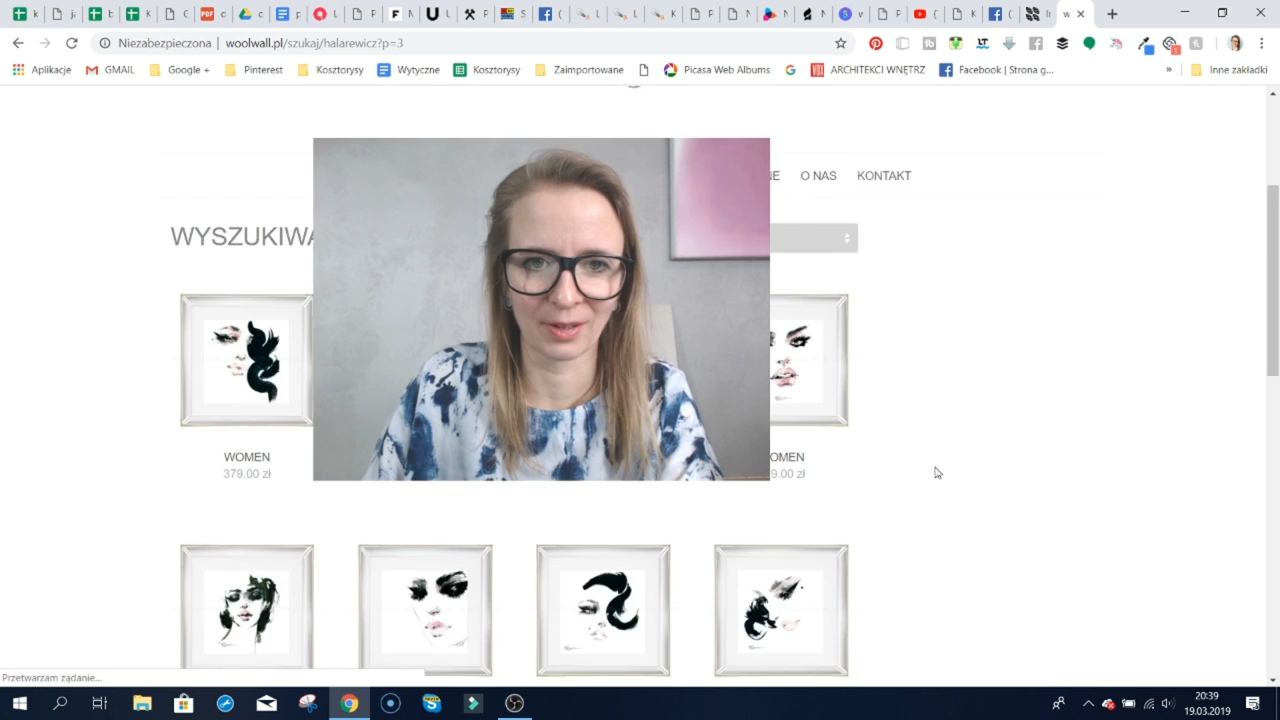 Niezabezpieczona
woolwall.pl/szukaj/halarewicz?p=3
Aplikacje
GMAIL
Google +
Pinterest
Kosztorysy
Wytyczne
Kosztorysy
Zaimportowane
Picasa Web Albums
ARCHITEKCI WNĘTRZ
Facebook | Strona g...
»
Inne zakładki
O NAS
KONTAKT
WYSZUKIWA
WOMEN
379.00 zł
OMEN
9.00 zł
Przetwarzam żądanie...
20:39
19.03.2019